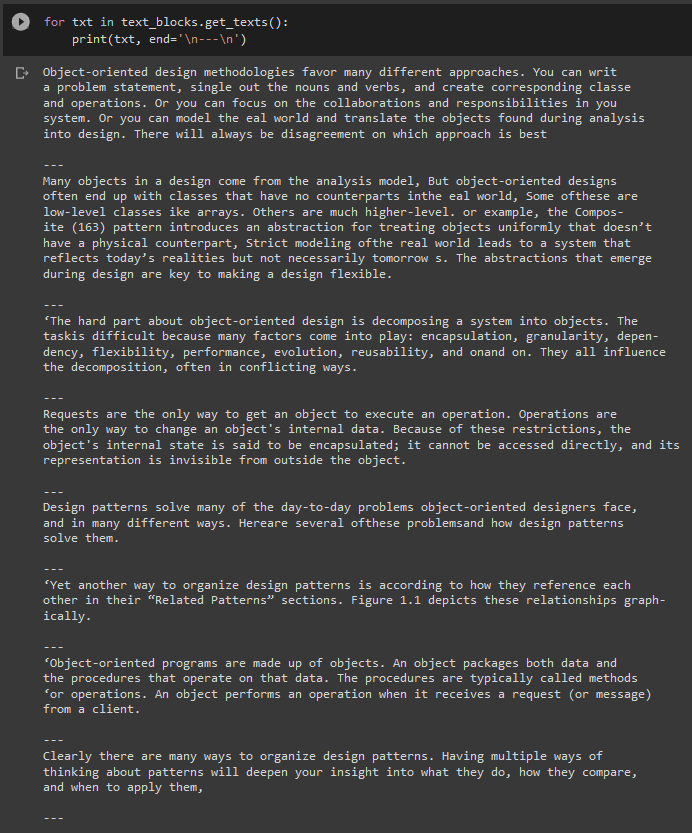 for txt in text_blocks.get_texts():
    print(txt, end='\n---\n')
Object-oriented design methodologies favor many different approaches. You can writ
a problem statement, single out the nouns and verbs, and create corresponding classe
and operations. Or you can focus on the collaborations and responsibilities in you
system. Or you can model the eal world and translate the objects found during analysis
into design. There will always be disagreement on which approach is best
---
Many objects in a design come from the analysis model, But object-oriented designs
often end up with classes that have no counterparts inthe eal world, Some ofthese are
low-level classes ike arrays. Others are much higher-level. or example, the Compos-
ite (163) pattern introduces an abstraction for treating objects uniformly that doesn’t
have a physical counterpart, Strict modeling ofthe real world leads to a system that
reflects today’s realities but not necessarily tomorrow s. The abstractions that emerge
during design are key to making a design flexible.
---
‘The hard part about object-oriented design is decomposing a system into objects. The
taskis difficult because many factors come into play: encapsulation, granularity, depen-
dency, flexibility, performance, evolution, reusability, and onand on. They all influence
the decomposition, often in conflicting ways.
---
Requests are the only way to get an object to execute an operation. Operations are
the only way to change an object's internal data. Because of these restrictions, the
object's internal state is said to be encapsulated; it cannot be accessed directly, and its
representation is invisible from outside the object.
---
Design patterns solve many of the day-to-day problems object-oriented designers face,
and in many different ways. Hereare several ofthese problemsand how design patterns
solve them.
---
‘Yet another way to organize design patterns is according to how they reference each
other in their “Related Patterns” sections. Figure 1.1 depicts these relationships graph-
ically.
---
‘Object-oriented programs are made up of objects. An object packages both data and
the procedures that operate on that data. The procedures are typically called methods
‘or operations. An object performs an operation when it receives a request (or message)
from a client.
---
Clearly there are many ways to organize design patterns. Having multiple ways of
thinking about patterns will deepen your insight into what they do, how they compare,
and when to apply them,
---